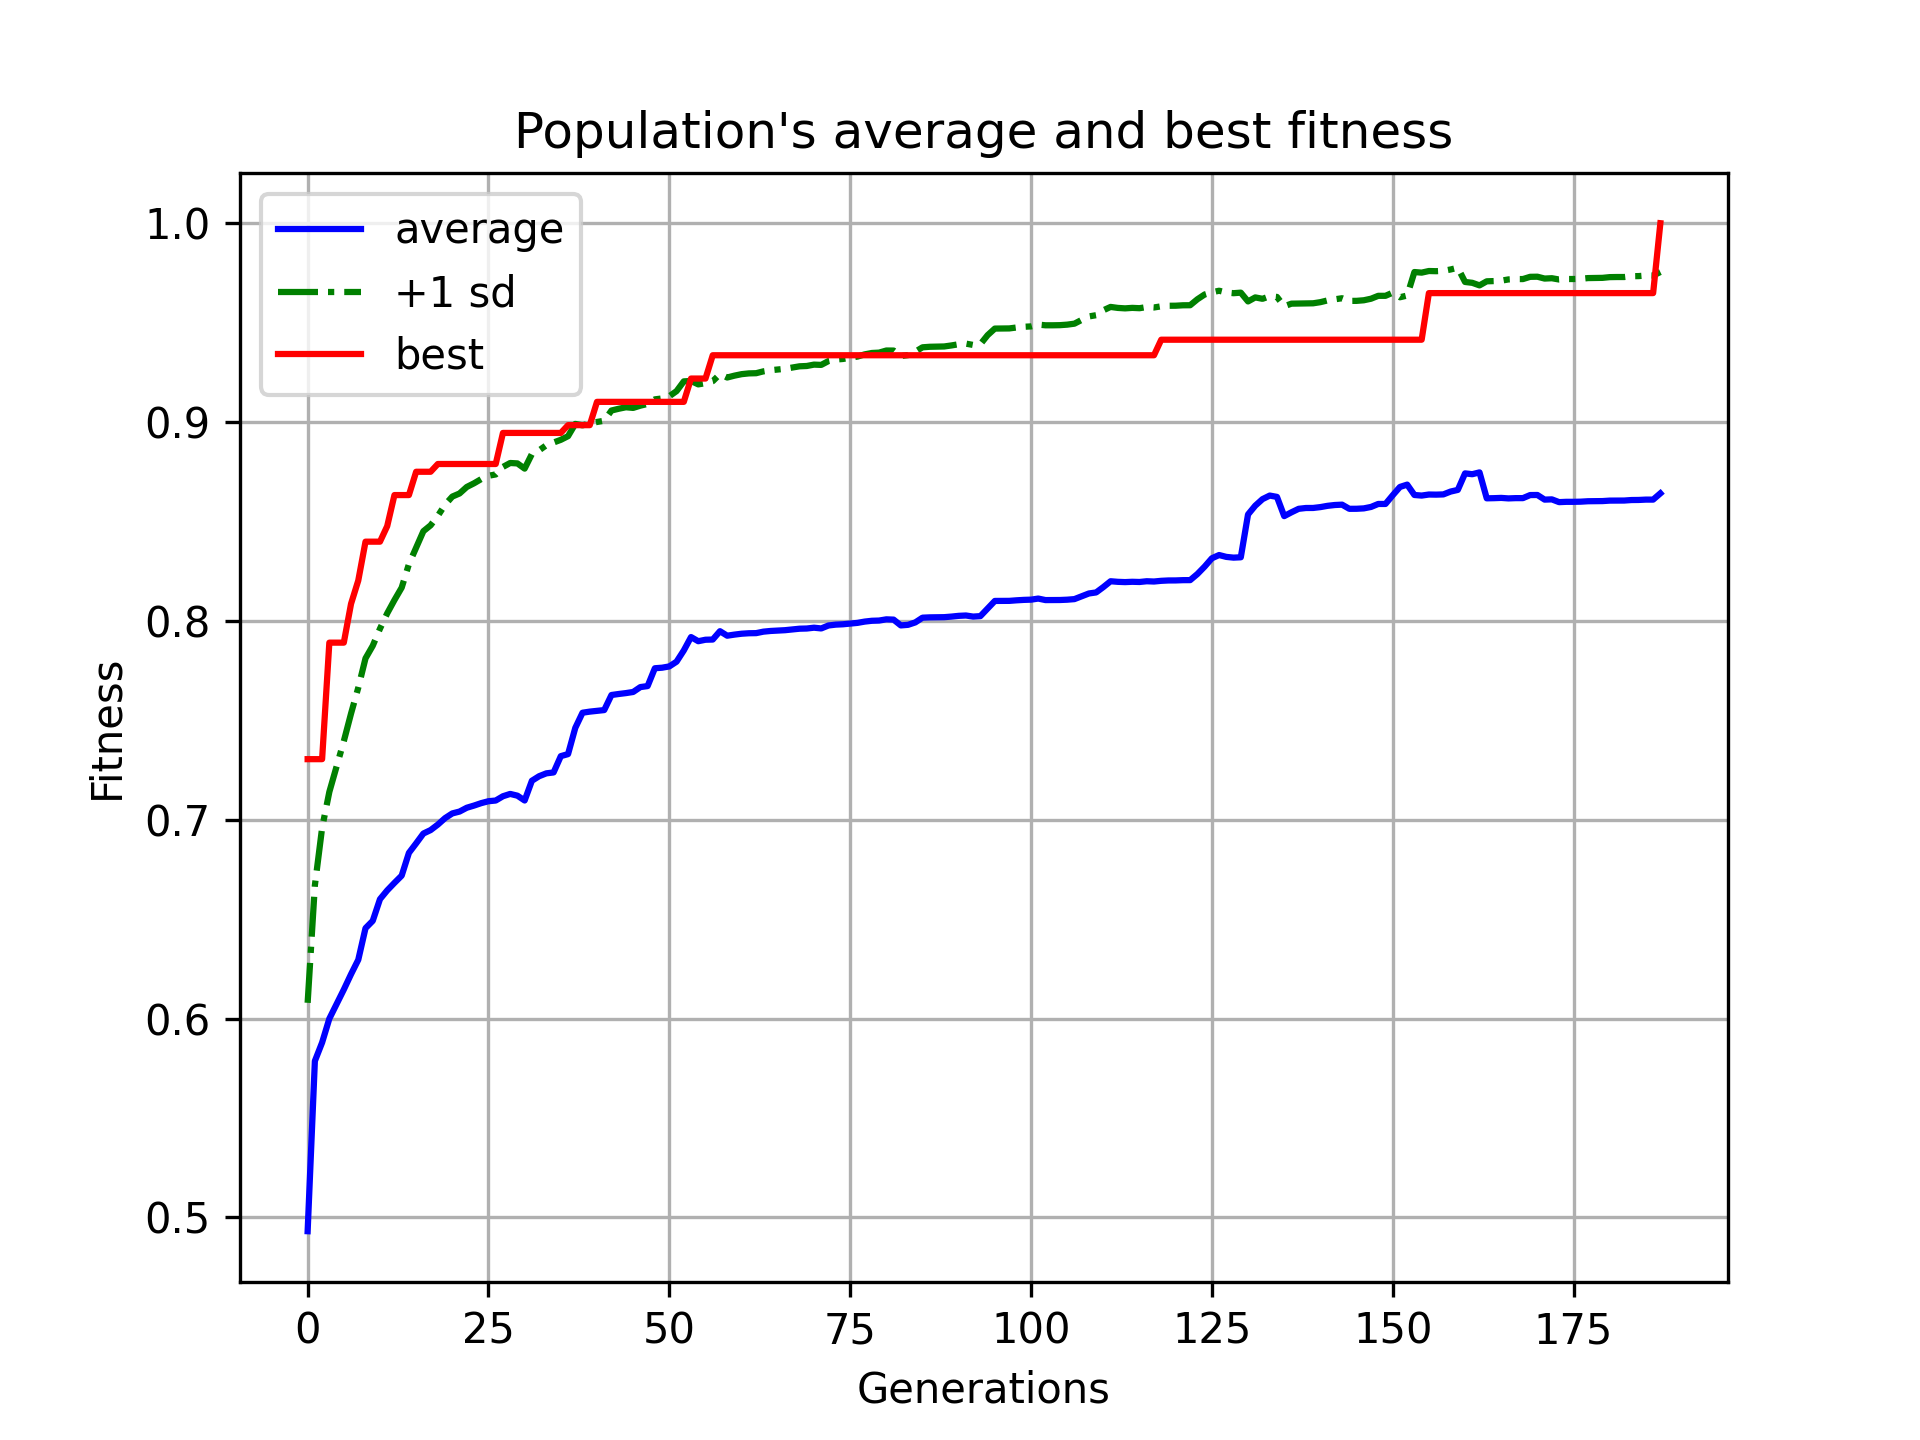 Population's average and best fitness
average
+1 sd
best
1.0
0.9
0.8
0.7
0.6
0.5
Fitness
0 25 50 75 100 125 150 175
Generations